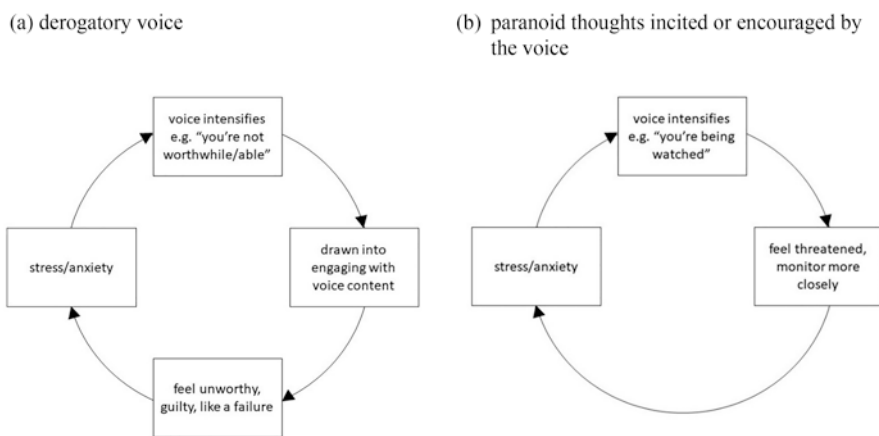 (a) derogatory voice
(b) paranoid thoughts incited or encouraged by
the voice
voice intensifies
e.g. “you’re not
worthwhile/able”
drawn into
engaging with
voice content
feel unworthy,
guilty, like a failure
stress/anxiety
voice intensifies
e.g. “you’re being
watched”
feel threatened,
monitor more
closely
stress/anxiety